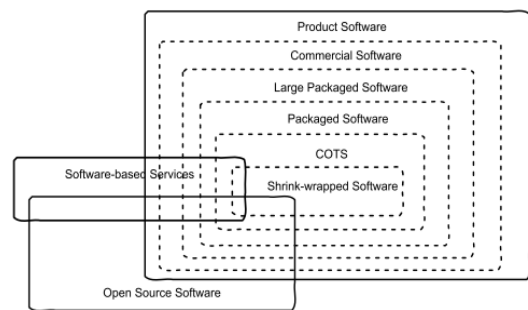 Product Software
Commercial Software
Large Packaged Software
Packaged Software
COTS
Software-based Services
Shrink-wrapped Software
Open Source Software